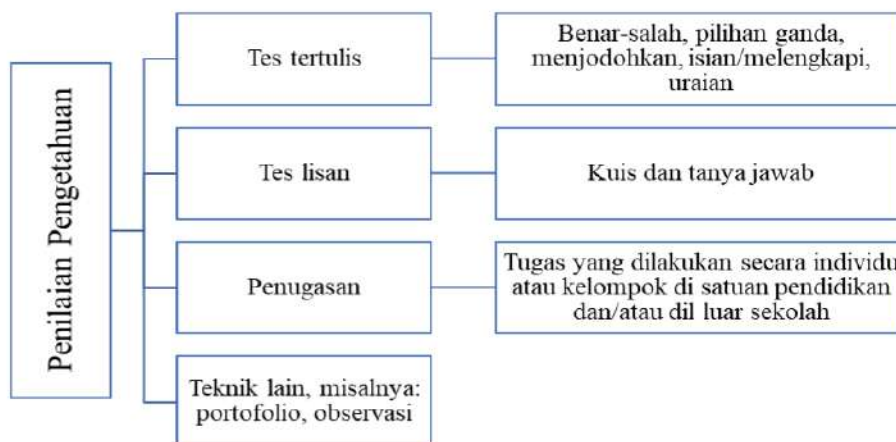 Penilaian Pengetahuan
Tes tertulis
Benar-salah, pilihan ganda,
menjodohkan, isian/melengkapi,
uraian
Tes lisan
Kuis dan tanya jawab
Penugasan
Tugas yang dilakukan secara individu
atau kelompok di satuan pendidikan
dan/atau dil luar sekolah
Teknik lain, misalnya:
portofolio, observasi